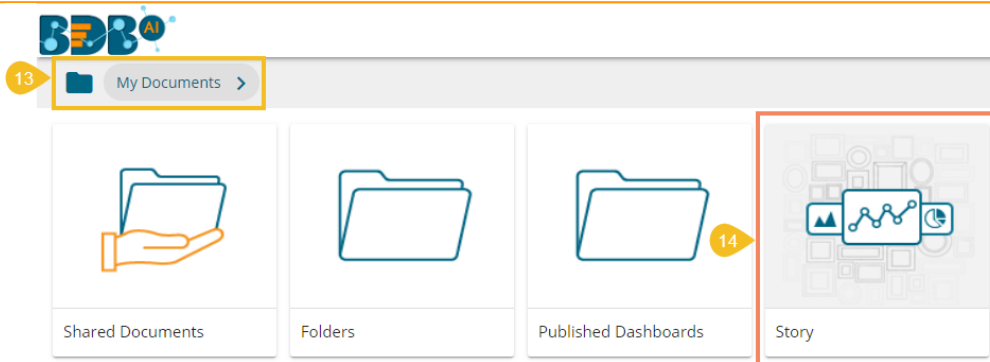 BDB AI
13
My Documents
14
Shared Documents
Folders
Published Dashboards
Story